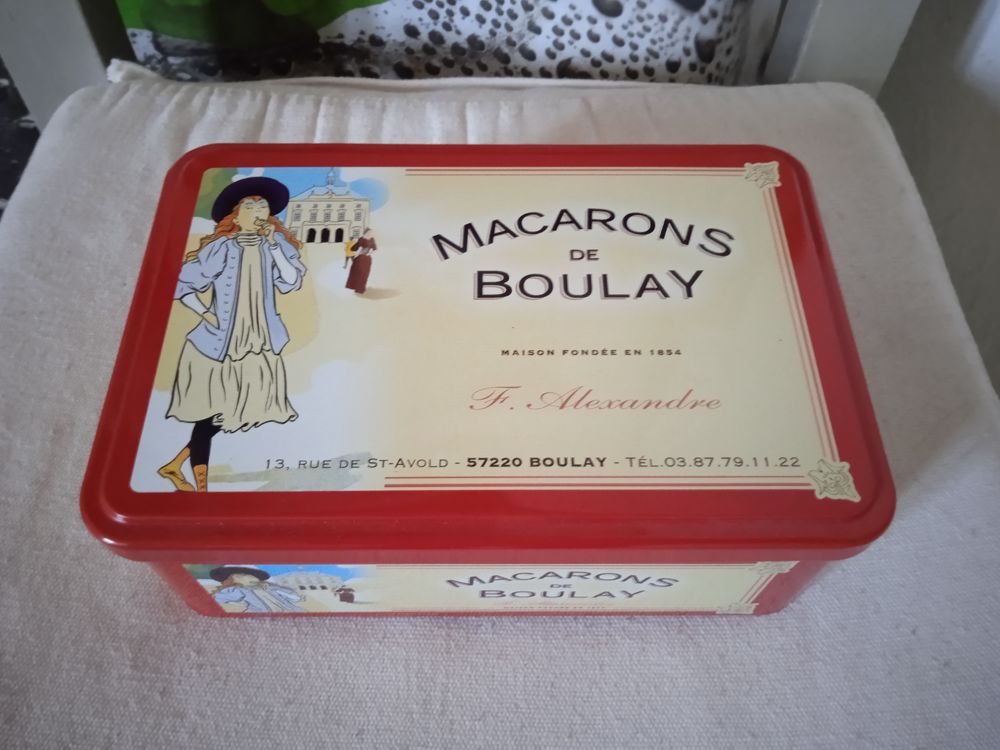 MACARONS
DE
BOULAY
MAISON FONDÉE EN 1854
F. Alexandre
13, RUE DE ST-AVOLD - 57220 BOULAY - TÉL.03.87.79.11.22
MACARONS
DE
BOULAY